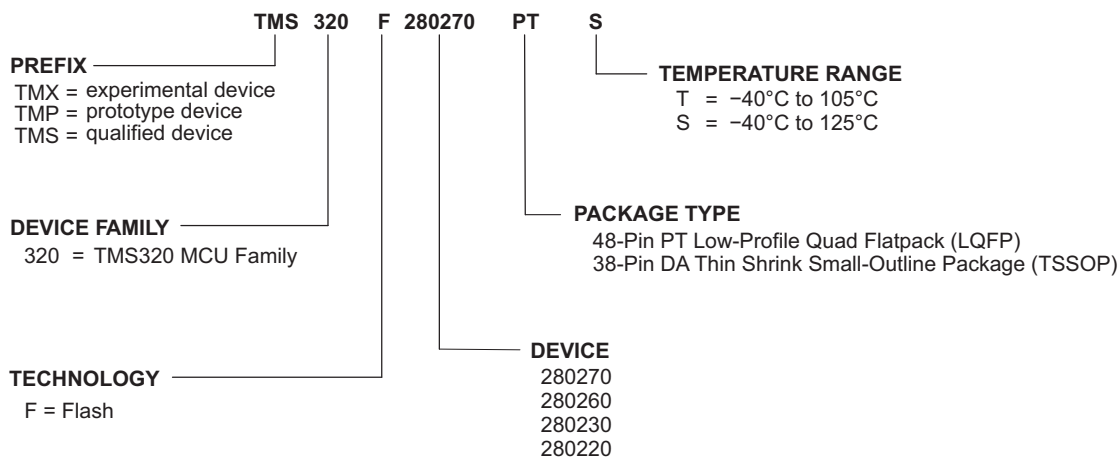 TMS 320 F 280270 PT S
PREFIX
TMX = experimental device
TMP = prototype device
TMS = qualified device
TEMPERATURE RANGE
T = −40°C to 105°C
S = −40°C to 125°C
DEVICE FAMILY
320 = TMS320 MCU Family
PACKAGE TYPE
48-Pin PT Low-Profile Quad Flatpack (LQFP)
38-Pin DA Thin Shrink Small-Outline Package (TSSOP)
TECHNOLOGY
F = Flash
DEVICE
280270
280260
280230
280220